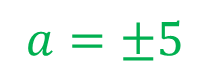 a = ±5